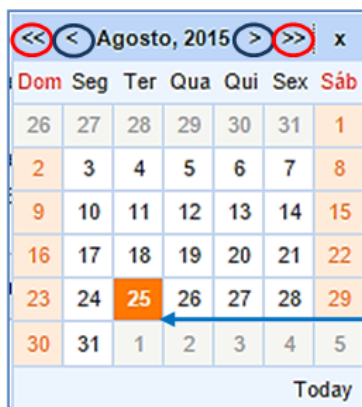 << < Agosto, 2015 > >> x
Dom Seg Ter Qua Qui Sex Sáb
26 27 28 29 30 31 1
2 3 4 5 6 7 8
9 10 11 12 13 14 15
16 17 18 19 20 21 22
23 24 25 26 27 28 29
30 31 1 2 3 4 5
Today